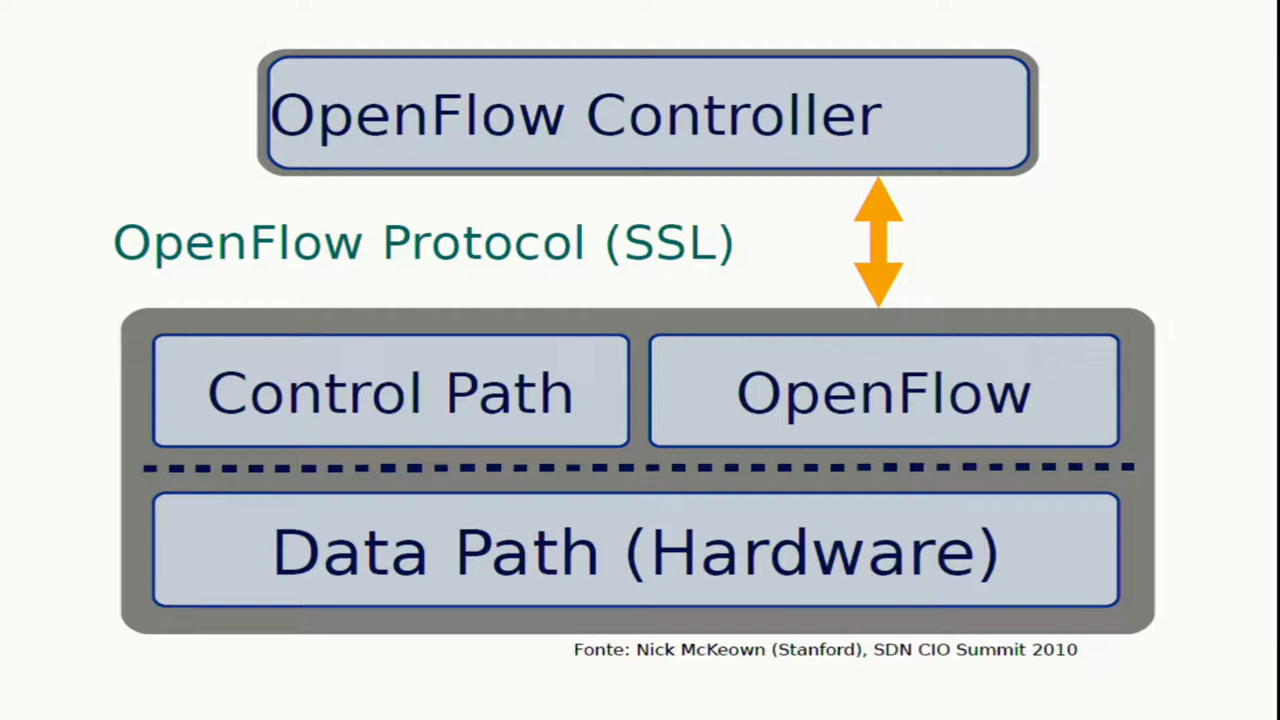 OpenFlow Controller
OpenFlow Protocol (SSL)
Control Path
OpenFlow
Data Path (Hardware)
Fonte: Nick McKeown (Stanford), SDN CIO Summit 2010